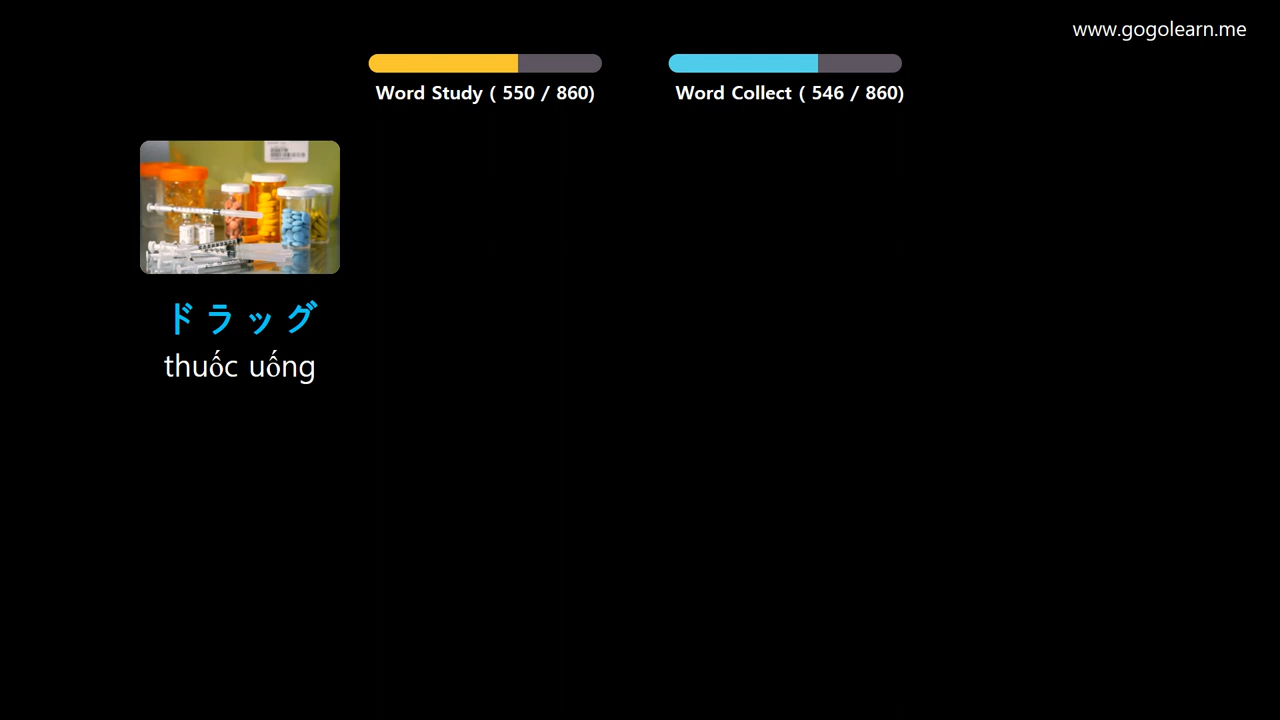 www.gogolearn.me
Word Study ( 550 / 860)
Word Collect ( 546 / 860)
ドラッグ
thuốc uống